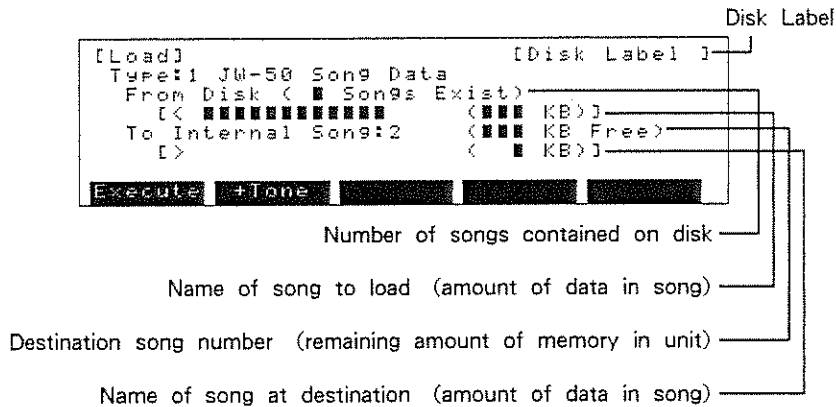 Disk Label
[Load] [Disk Label ]
Type:1 JW-50 Song Data
From Disk ( ■ Songs Exist)
[< ■■■■■■■■■■■■ (■■■ KB)]
To Internal Song:2 (■■■ KB Free)
[> ( ■ KB)]
Execute +Tone
Number of songs contained on disk
Name of song to load (amount of data in song)
Destination song number (remaining amount of memory in unit)
Name of song at destination (amount of data in song)